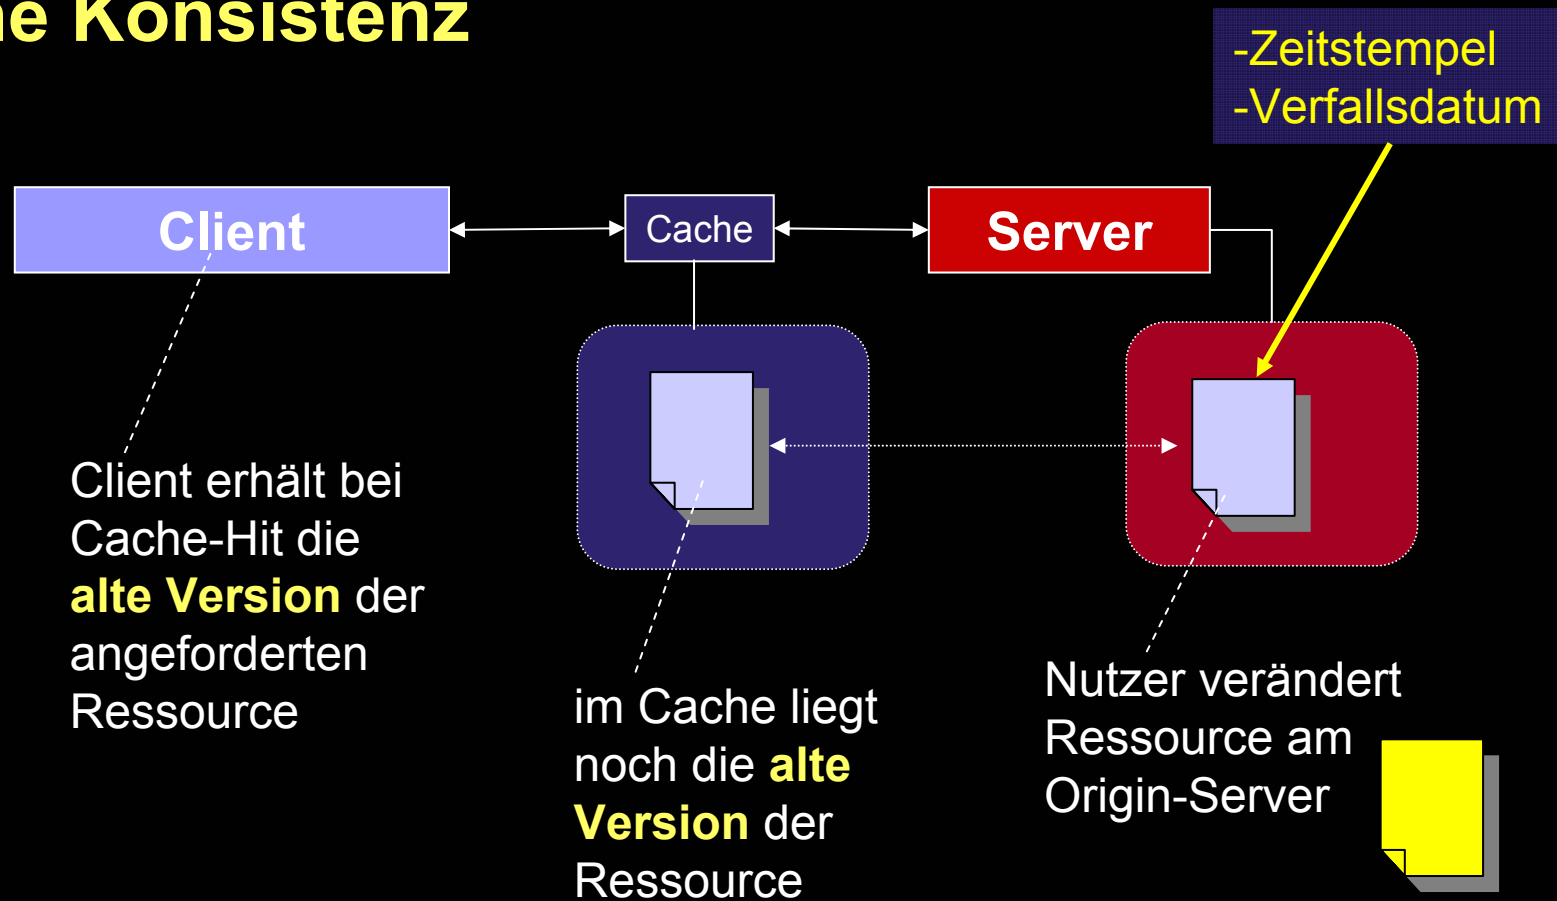 ne Konsistenz
-Zeitstempel
-Verfallsdatum
Client
Cache
Server
Client erhält bei
Cache-Hit die
alte Version der
angeforderten
Ressource
im Cache liegt
noch die alte
Version der
Ressource
Nutzer verändert
Ressource am
Origin-Server